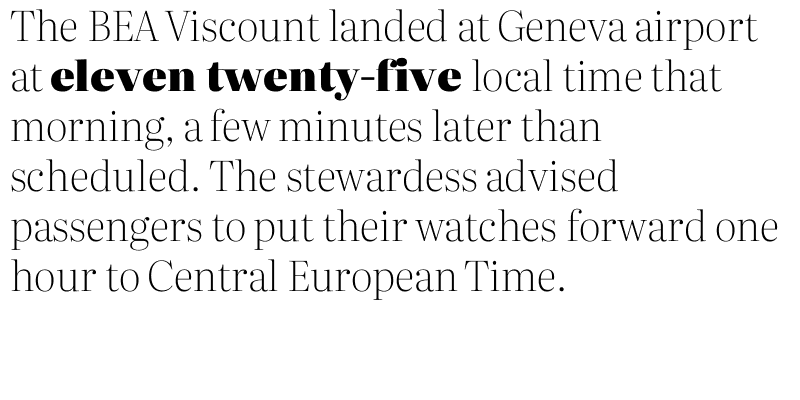 The BEA Viscount landed at Geneva airport
at eleven twenty-five local time that
morning, a few minutes later than
scheduled. The stewardess advised
passengers to put their watches forward one
hour to Central European Time.